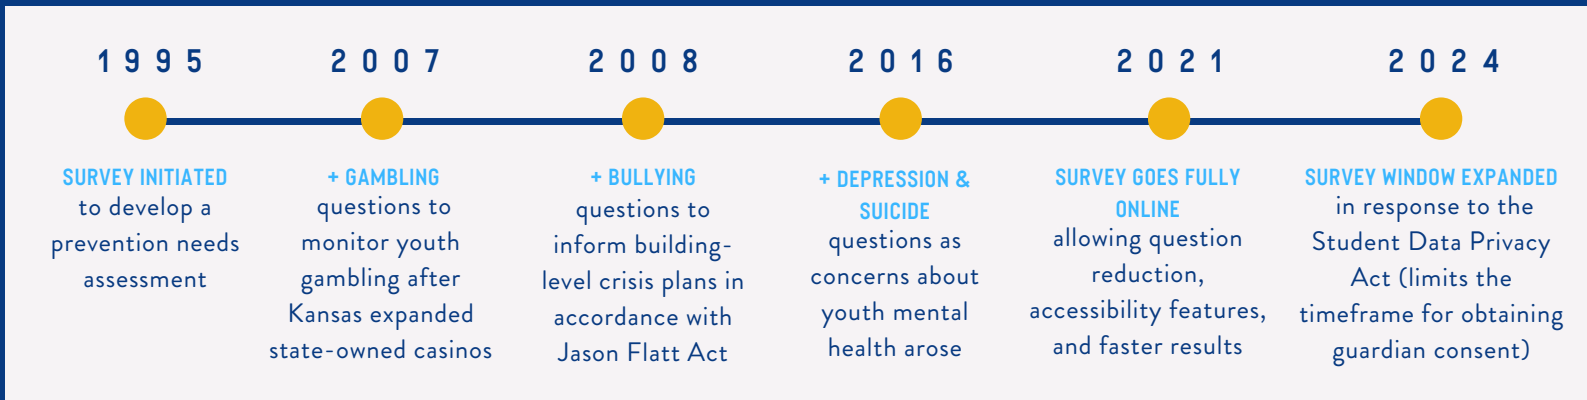 1995
SURVEY INITIATED
to develop a
prevention needs
assessment
2007
+ GAMBLING
questions to
monitor youth
gambling after
Kansas expanded
state-owned casinos
2008
+ BULLYING
questions to
inform building-
level crisis plans in
accordance with
Jason Flatt Act
2016
+ DEPRESSION &
SUICIDE
questions as
concerns about
youth mental
health arose
2021
SURVEY GOES FULLY
ONLINE
allowing question
reduction,
accessibility features,
and faster results
2024
SURVEY WINDOW EXPANDED
in response to the
Student Data Privacy
Act (limits the
timeframe for obtaining
guardian consent)